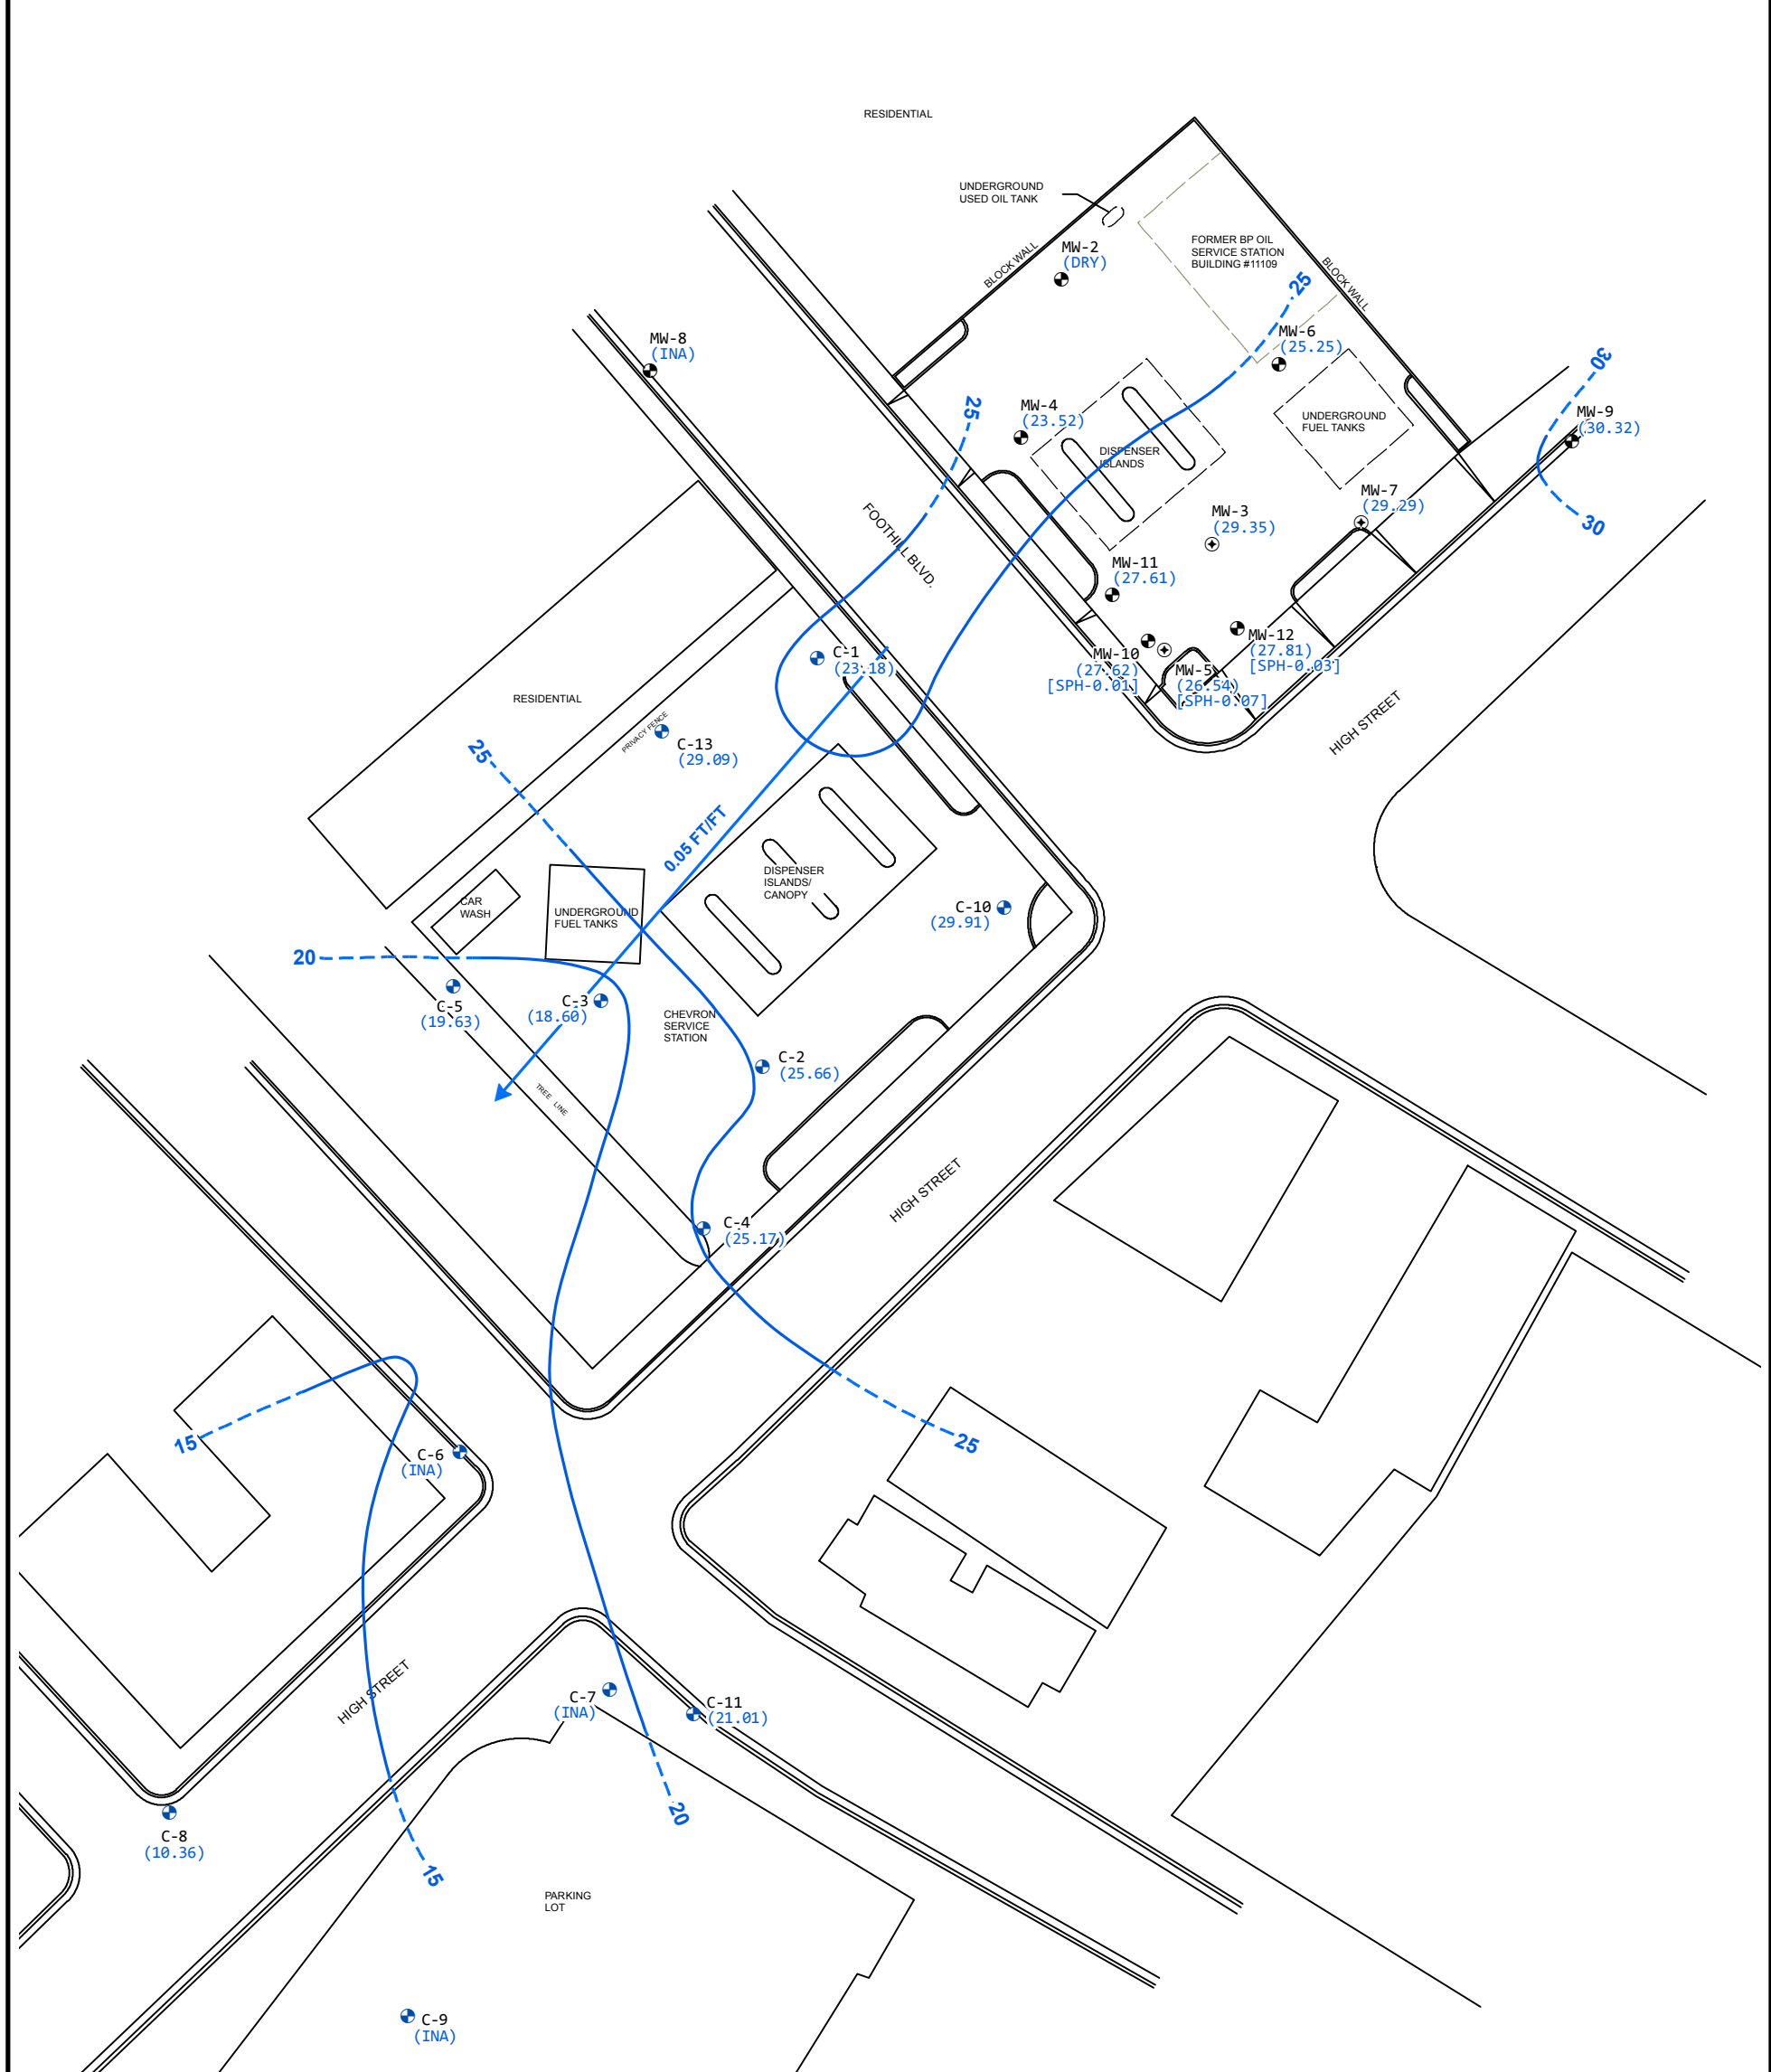 RESIDENTIAL
UNDERGROUND
USED OIL TANK
BLOCK WALL
MW-2
(DRY)
FORMER BP OIL
SERVICE STATION
BUILDING #11109
BLOCK WALL
25
MW-6
(25.25)
MW-8
(INA)
30
25
MW-4
(23.52)
UNDERGROUND
FUEL TANKS
MW-9
(30.32)
DISPENSER
ISLANDS
MW-7
(29.29)
30
MW-3
(29.35)
FOOTHILL BLVD.
MW-11
(27.61)
MW-12
(27.81)
[SPH-0.03]
MW-10
(27.62)
[SPH-0.01]
MW-5
(26.54)
[SPH-0.07]
C-1
(23.18)
RESIDENTIAL
PRIVACY FENCE
HIGH STREET
C-13
(29.09)
25
0.05 FT/FT
DISPENSER
ISLANDS/
CANOPY
CAR
WASH
UNDERGROUND
FUEL TANKS
C-10
(29.91)
20
C-5
(19.63)
C-3
(18.60)
CHEVRON
SERVICE
STATION
C-2
(25.66)
TREE LINE
HIGH STREET
C-4
(25.17)
15
25
C-6
(INA)
HIGH STREET
C-7
(INA)
C-11
(21.01)
20
C-8
(10.36)
15
PARKING
LOT
C-9
(INA)